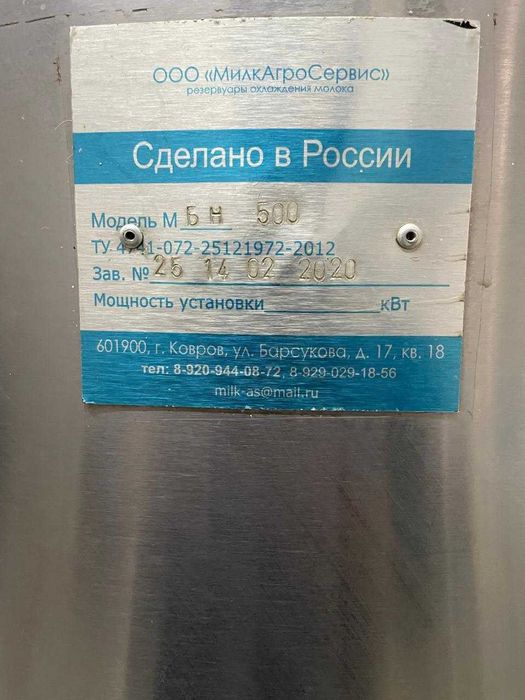 ООО «МилкАгроСервис»
резервуары охлаждения молока
Сделано в России
Модель М БН 500
ТУ 4741-072-25121972-2012
Зав. № 25 14 02 2020
Мощность установки кВт
601900, г. Ковров, ул. Барсукова, д. 17, кв. 18
тел: 8-920-944-08-72, 8-929-029-18-56
milk-as@mail.ru